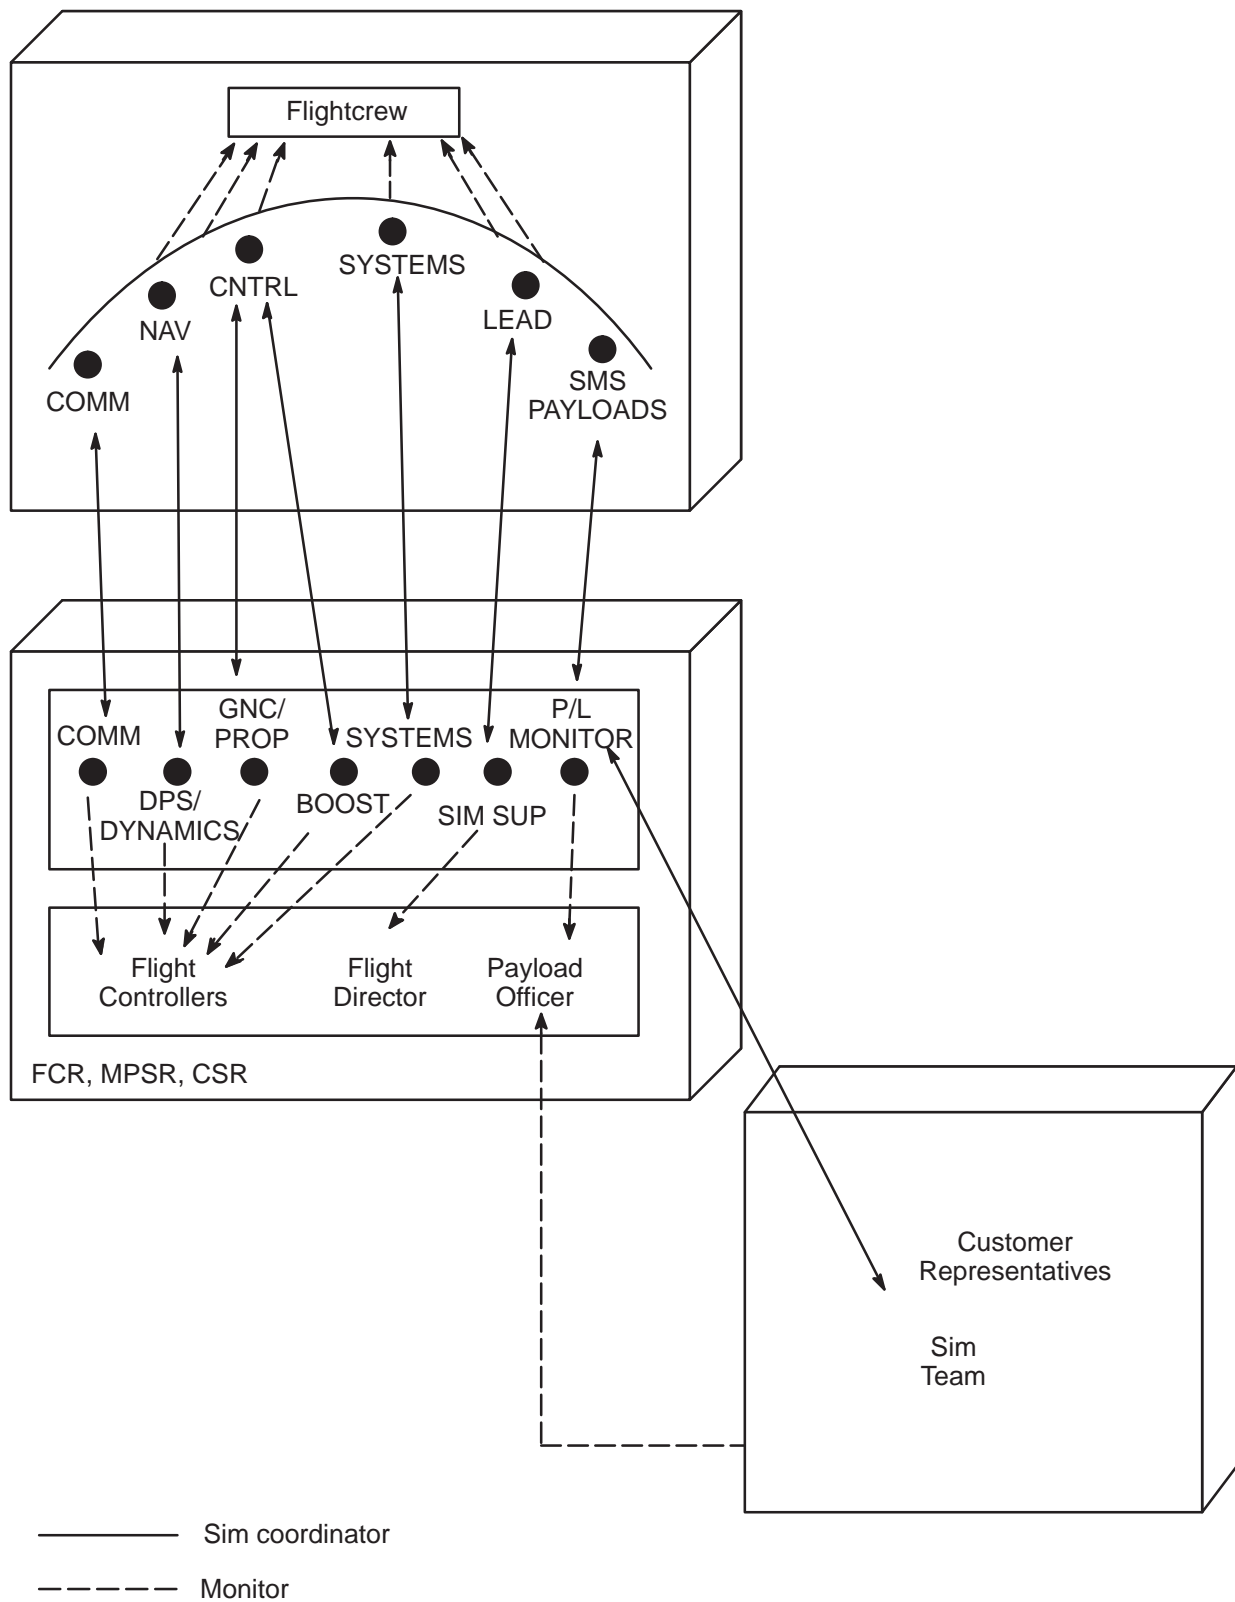 Flightcrew
SYSTEMS
CNTRL
LEAD
NAV
SMS
PAYLOADS
COMM
GNC/
PROP
P/L
MONITOR
COMM
SYSTEMS
DPS/
DYNAMICS
BOOST
SIM SUP
Flight
Controllers
Flight
Director
Payload
Officer
FCR, MPSR, CSR
Customer
Representatives
Sim
Team
Sim coordinator
Monitor